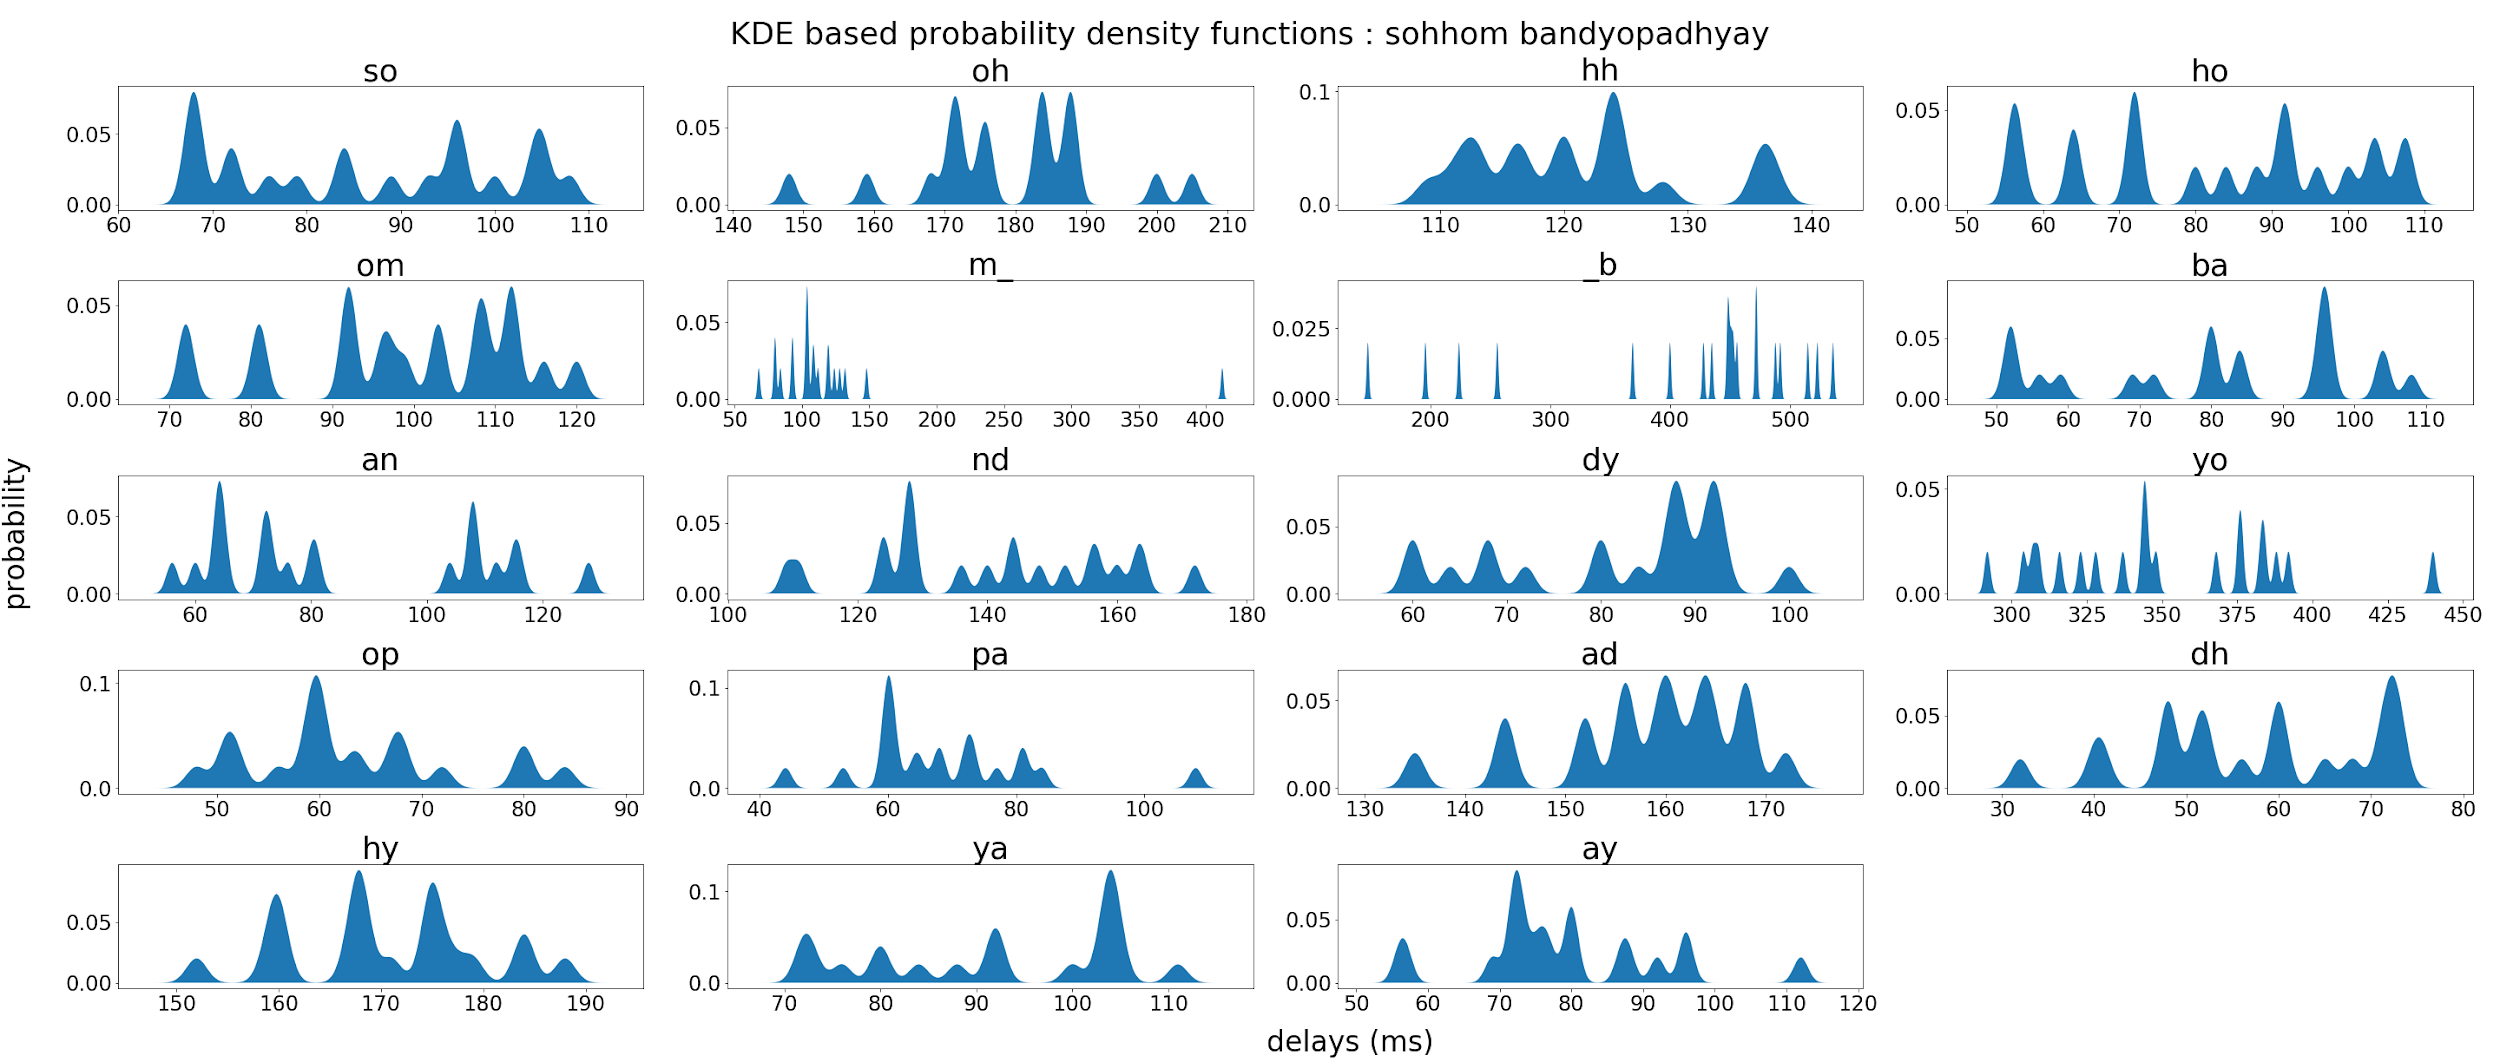 KDE based probability density functions : sohhom bandyopadhyay
so oh hh ho
0.05 0.00
60 70 80 90 100 110
0.05 0.00
140 150 160 170 180 190 200 210
0.1 0.0
110 120 130 140
0.05 0.00
50 60 70 80 90 100 110
om m_ _b ba
0.05 0.00
70 80 90 100 110 120
0.05 0.00
50 100 150 200 250 300 350 400
0.025 0.000
200 300 400 500
0.05 0.00
50 60 70 80 90 100 110
an nd dy yo
0.05 0.00
60 80 100 120
0.05 0.00
100 120 140 160 180
0.05 0.00
60 70 80 90 100
0.05 0.00
300 325 350 375 400 425 450
probability
op pa ad dh
0.1 0.0
50 60 70 80 90
0.1 0.0
40 60 80 100
0.05 0.00
130 140 150 160 170
0.05 0.00
30 40 50 60 70 80
hy ya ay
0.05 0.00
150 160 170 180 190
0.1 0.0
70 80 90 100 110
0.05 0.00
50 60 70 80 90 100 110 120
delays (ms)